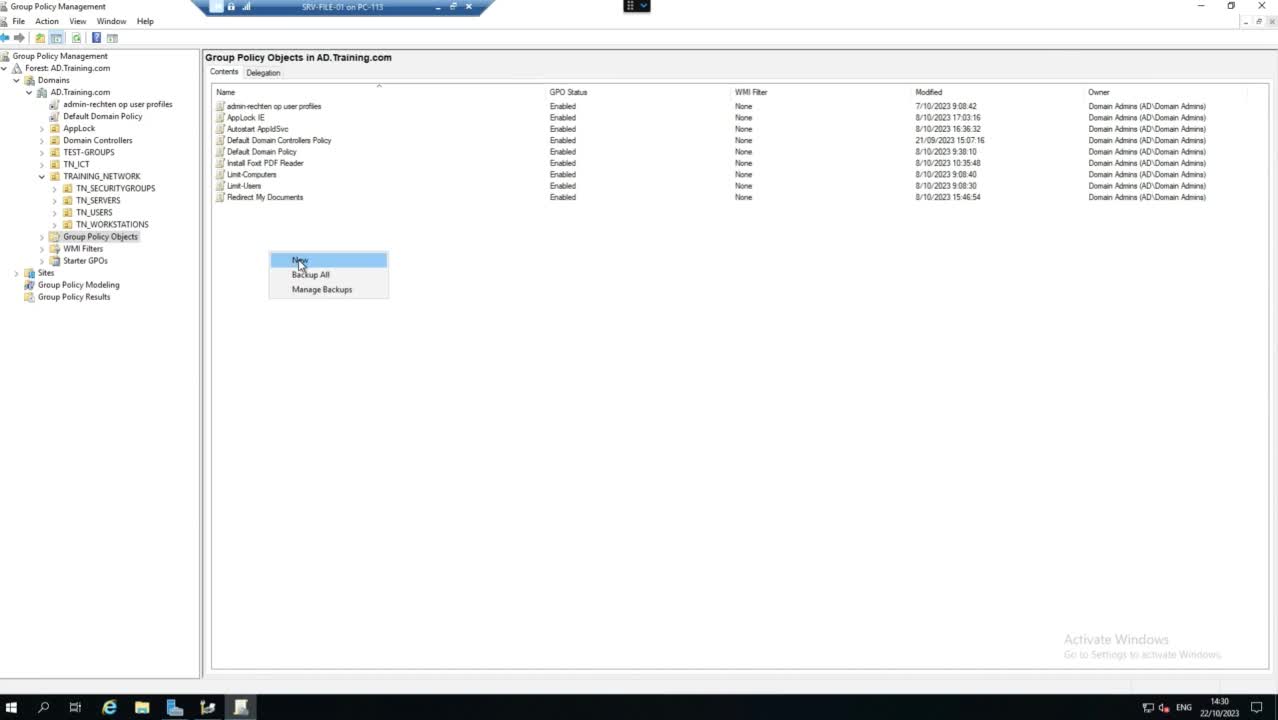 Group Policy Management
SRV-FILE-01 on PC-113
File Action View Window Help
Group Policy Management
Forest: AD.Training.com
Domains
AD.Training.com
admin-rechten op user profiles
Default Domain Policy
AppLock
Domain Controllers
TEST-GROUPS
TN_ICT
TRAINING_NETWORK
TN_SECURITYGROUPS
TN_SERVERS
TN_USERS
TN_WORKSTATIONS
Group Policy Objects
WMI Filters
Starter GPOs
Sites
Group Policy Modeling
Group Policy Results
Group Policy Objects in AD.Training.com
Contents Delegation
Name GPO Status WMI Filter Modified Owner
admin-rechten op user profiles Enabled None 7/10/2023 9:08:42 Domain Admins (AD\Domain Admins)
AppLock IE Enabled None 8/10/2023 17:03:16 Domain Admins (AD\Domain Admins)
Autostart AppIdSvc Enabled None 8/10/2023 16:36:32 Domain Admins (AD\Domain Admins)
Default Domain Controllers Policy Enabled None 21/09/2023 15:07:16 Domain Admins (AD\Domain Admins)
Default Domain Policy Enabled None 8/10/2023 9:38:10 Domain Admins (AD\Domain Admins)
Install Foxit PDF Reader Enabled None 8/10/2023 10:35:48 Domain Admins (AD\Domain Admins)
Limit-Computers Enabled None 8/10/2023 9:08:40 Domain Admins (AD\Domain Admins)
Limit-Users Enabled None 8/10/2023 9:08:30 Domain Admins (AD\Domain Admins)
Redirect My Documents Enabled None 8/10/2023 15:46:54 Domain Admins (AD\Domain Admins)
New
Backup All
Manage Backups
Activate Windows
Go to Settings to activate Windows.
ENG
14:30
22/10/2023